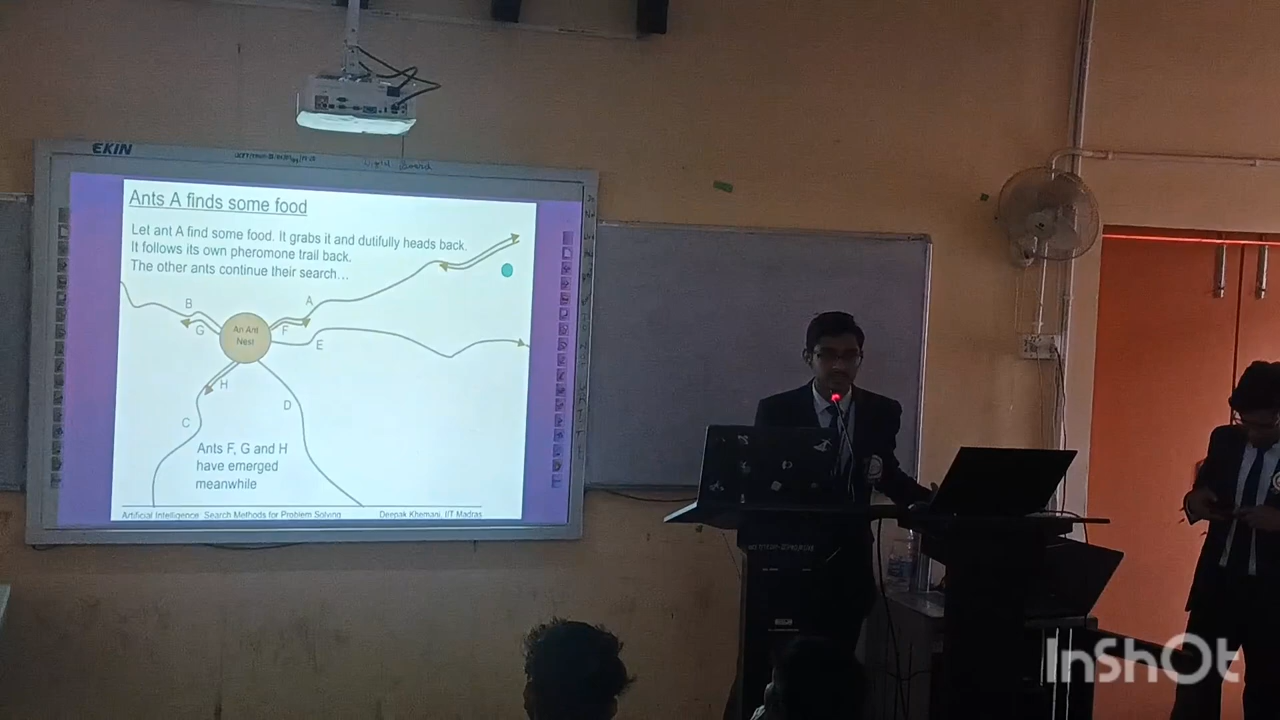 EKIN
Digital Board
Ants A finds some food
Let ant A find some food. It grabs it and dutifully heads back.
It follows its own pheromone trail back.
The other ants continue their search…
B
A
G
An Ant
Nest
F
E
H
D
C
Ants F, G and H
have emerged
meanwhile
Artificial Intelligence: Search Methods for Problem Solving
Deepak Khemani, IIT Madras
InShOt